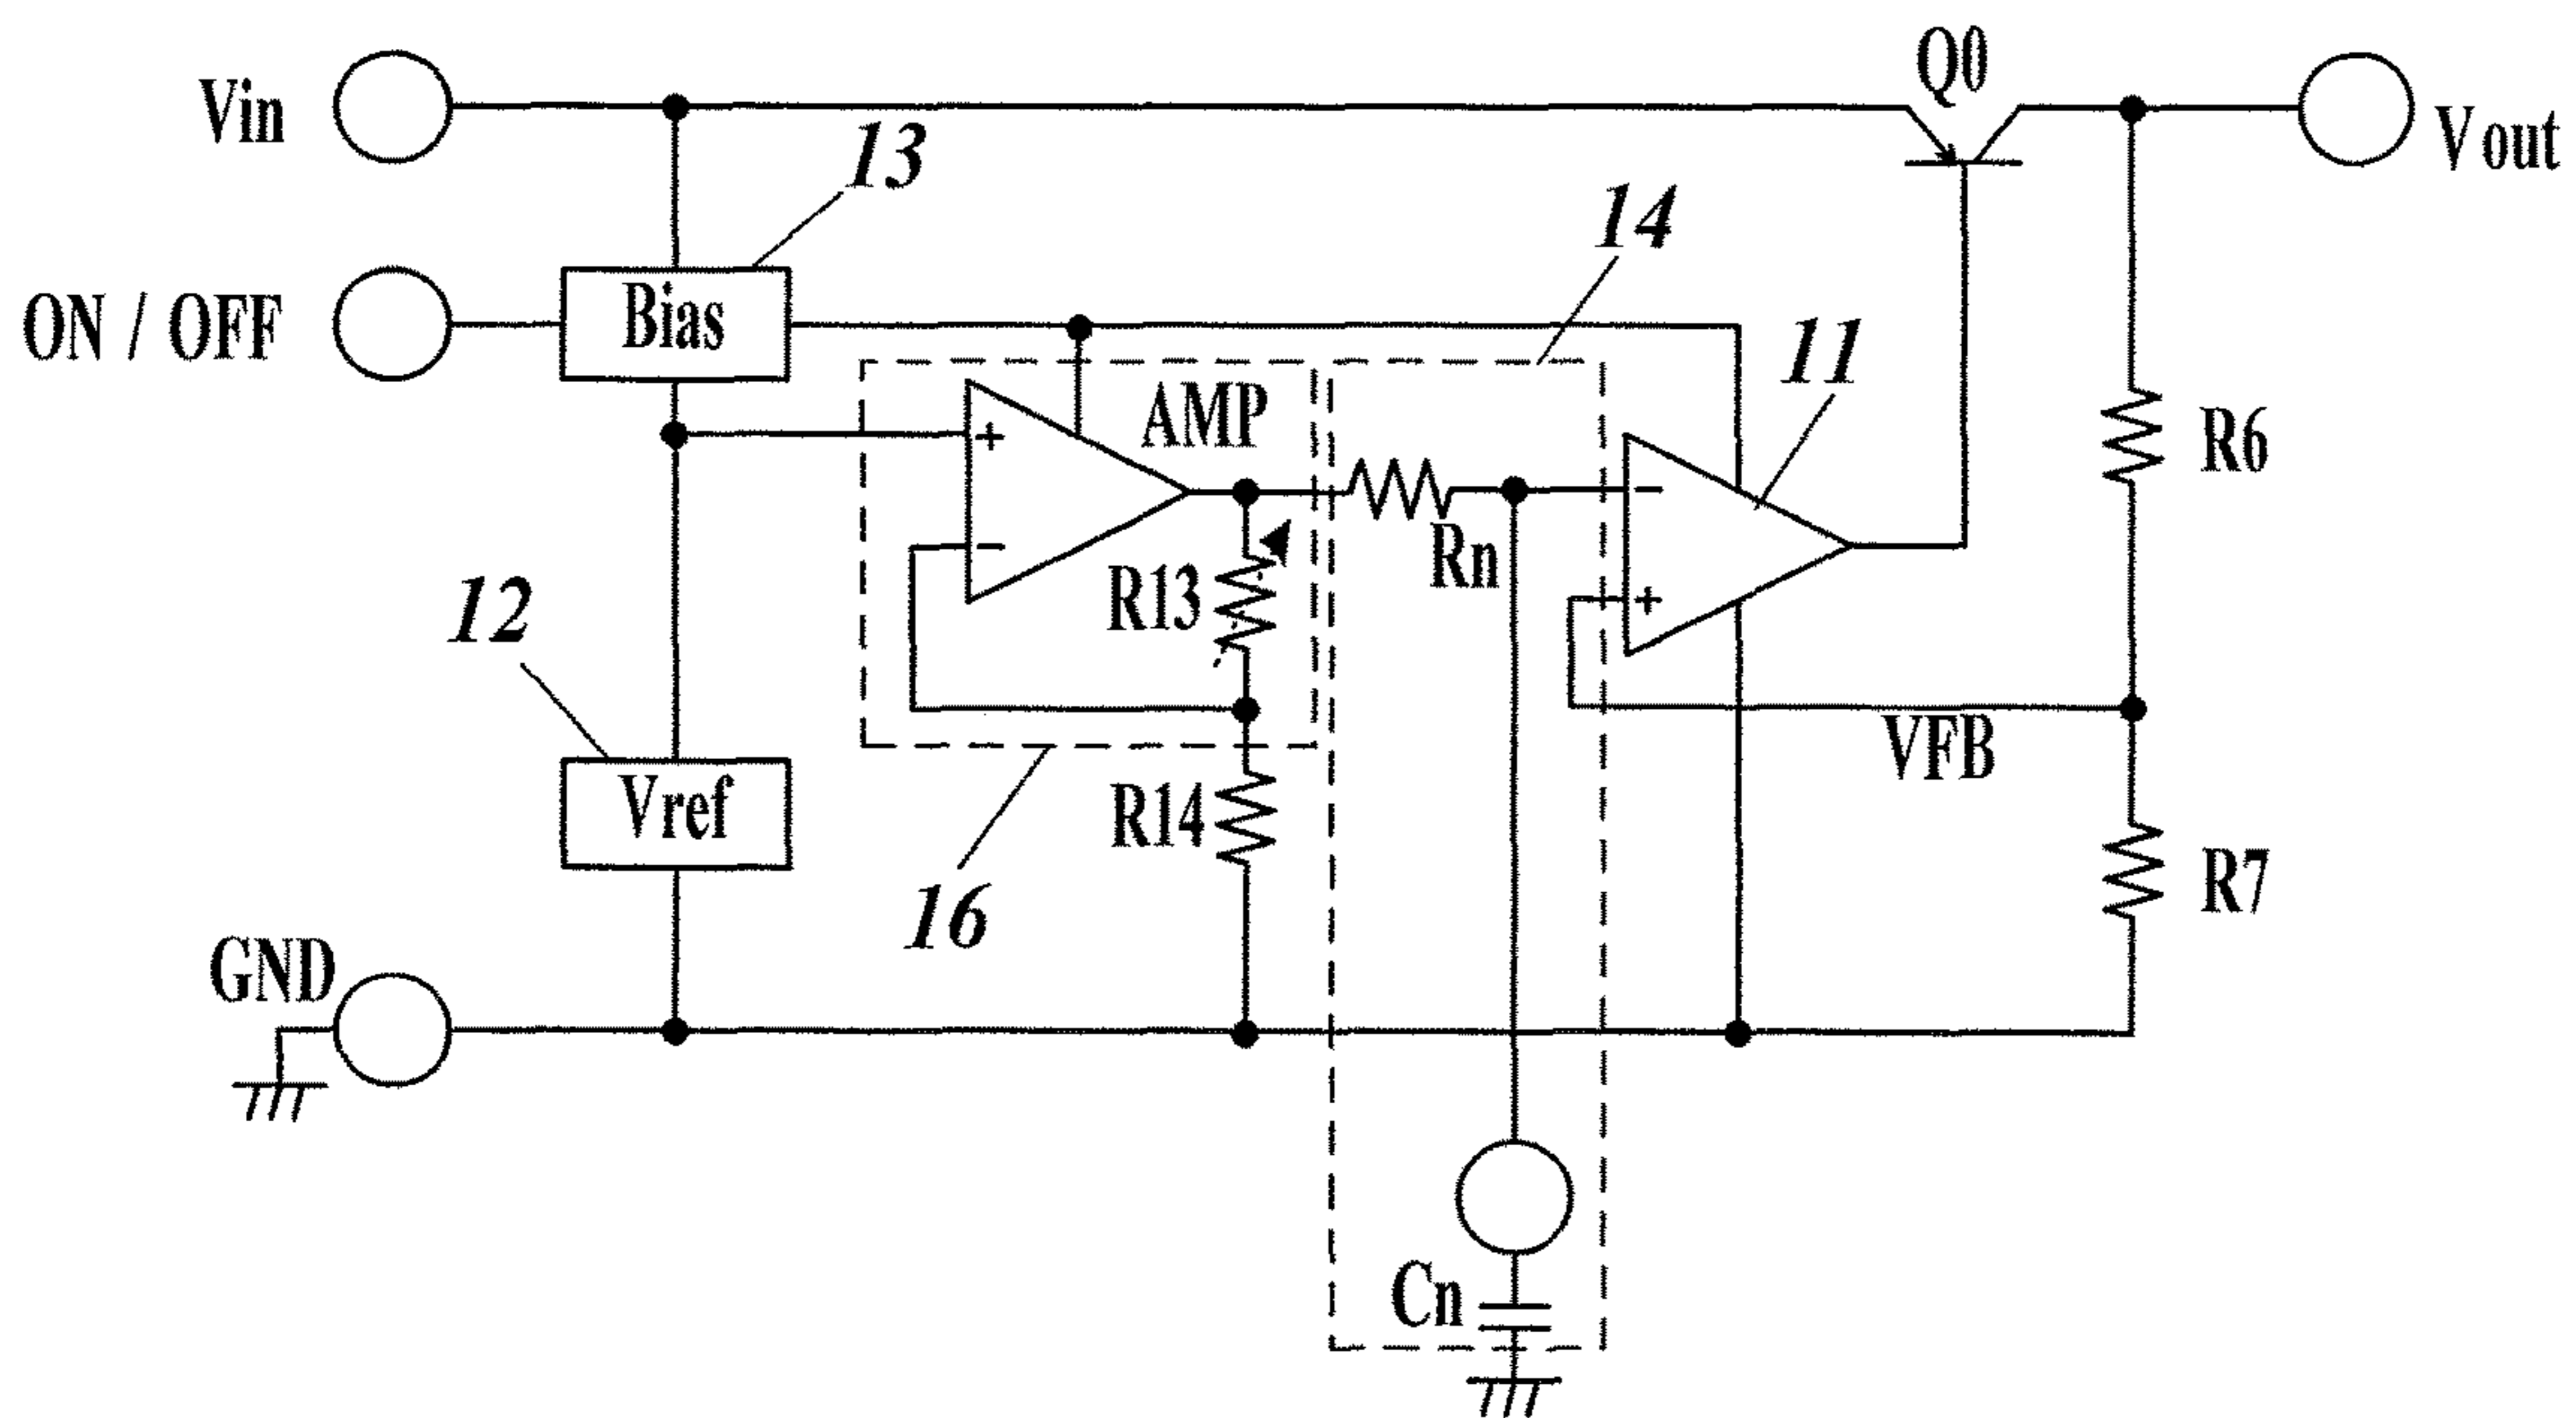 Q0
Vin
Vout
13
14
ON / OFF
Bias
11
AMP
+
−
R6
Rn
R13
−
+
12
VFB
Vref
R14
R7
16
GND
Cn